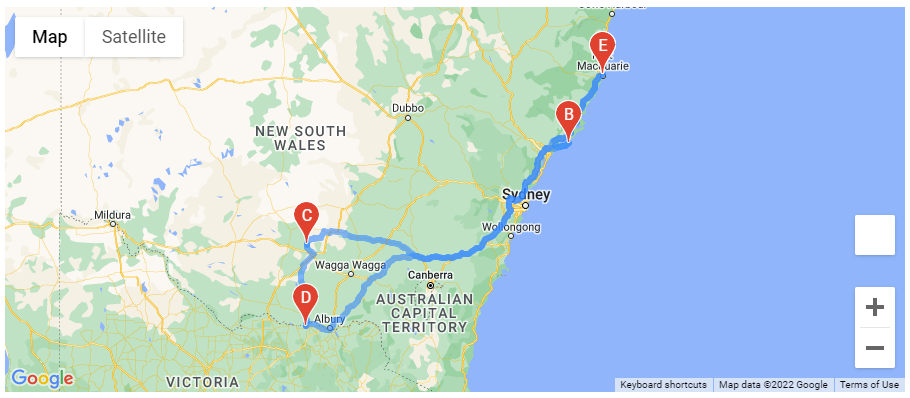 Map
Satellite
E
Macquarie
B
Dubbo
NEW SOUTH
WALES
Sydney
Mildura
C
Wollongong
Wagga Wagga
Canberra
D
AUSTRALIAN
CAPITAL
TERRITORY
Albury
VICTORIA
+
−
Google
Keyboard shortcuts
Map data ©2022 Google
Terms of Use